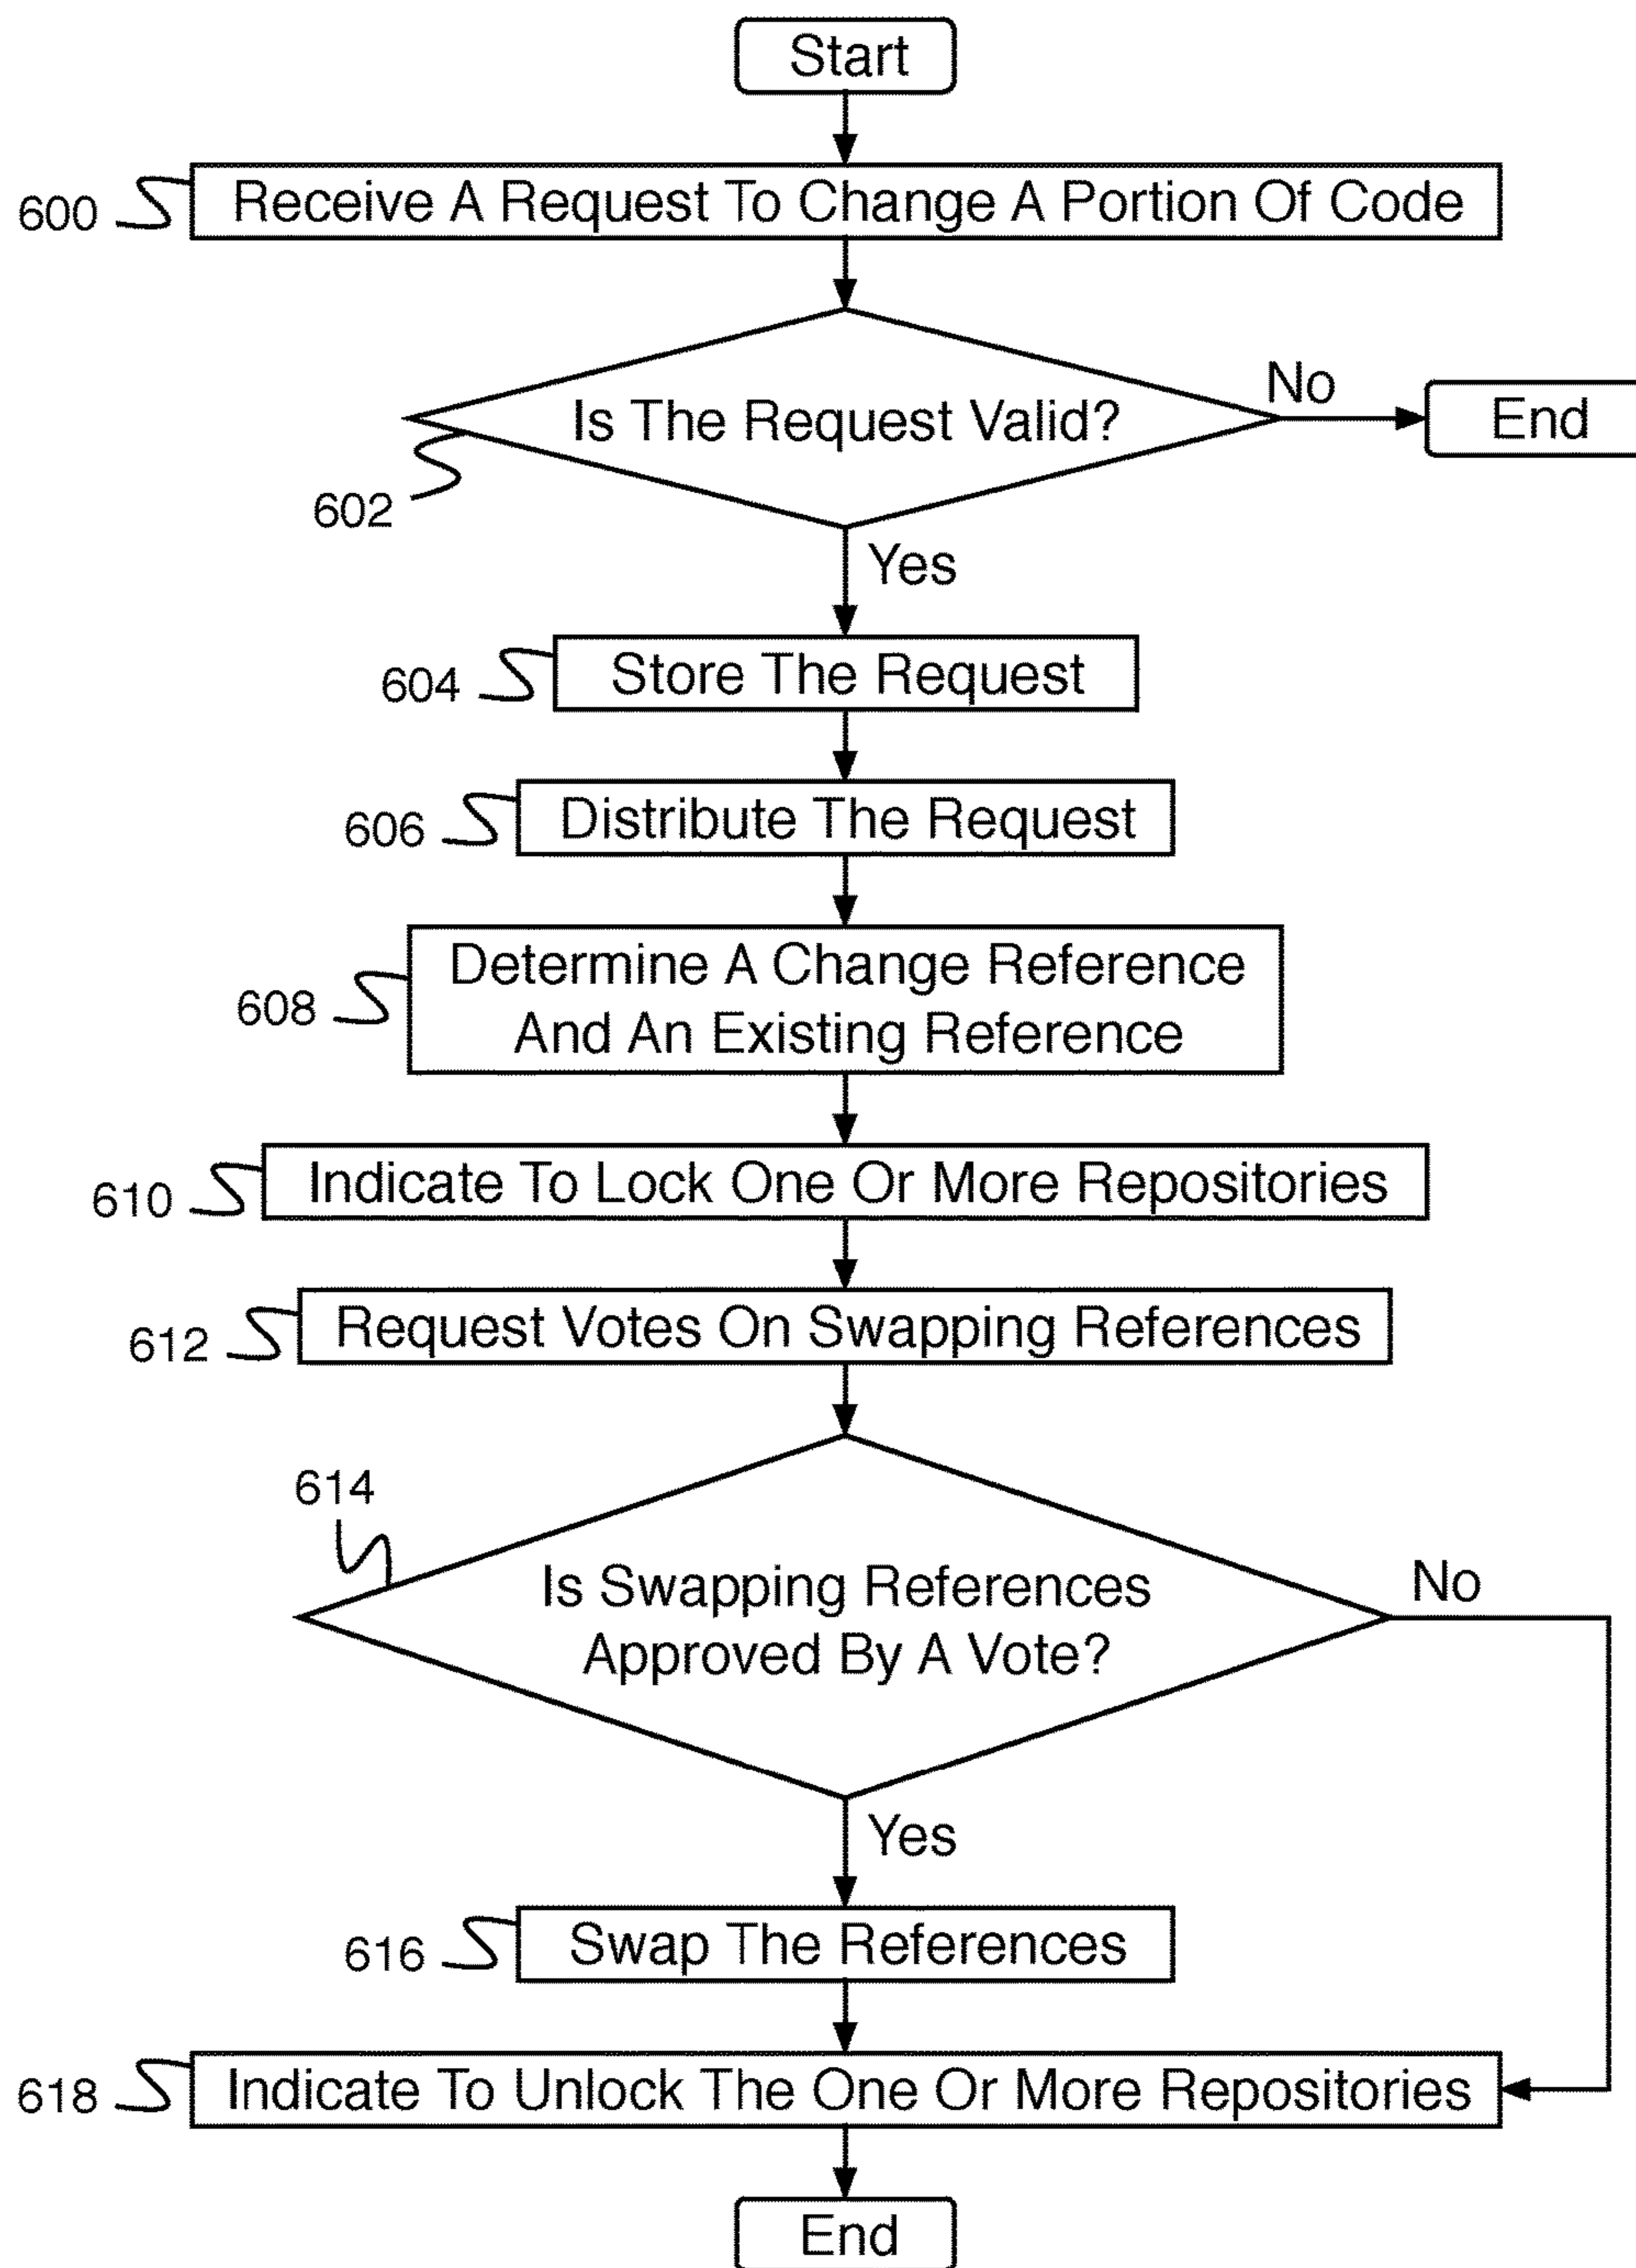 Start
600
Receive A Request To Change A Portion Of Code
Is The Request Valid?
No
End
602
Yes
604
Store The Request
606
Distribute The Request
608
Determine A Change Reference
And An Existing Reference
610
Indicate To Lock One Or More Repositories
612
Request Votes On Swapping References
614
Is Swapping References
Approved By A Vote?
No
Yes
616
Swap The References
618
Indicate To Unlock The One Or More Repositories
End